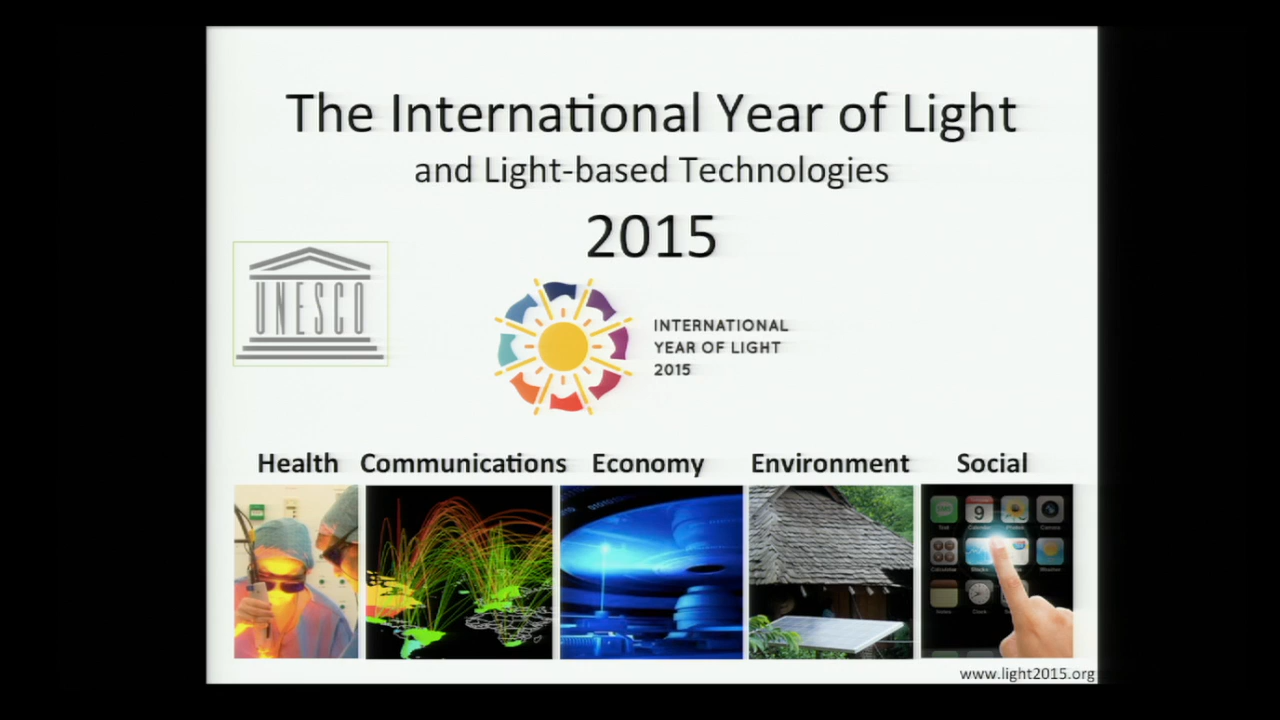 The International Year of Light
and Light-based Technologies
2015
UNESCO
INTERNATIONAL
YEAR OF LIGHT
2015
Health Communications Economy Environment Social
9
www.light2015.org